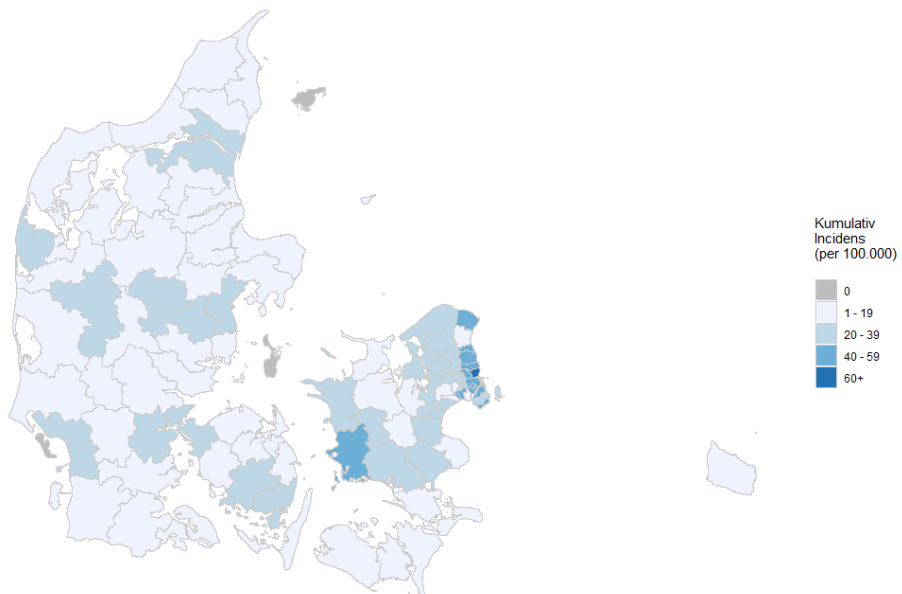 Kumulativ
Incidens
(per 100.000)
0
1 - 19
20 - 39
40 - 59
60+